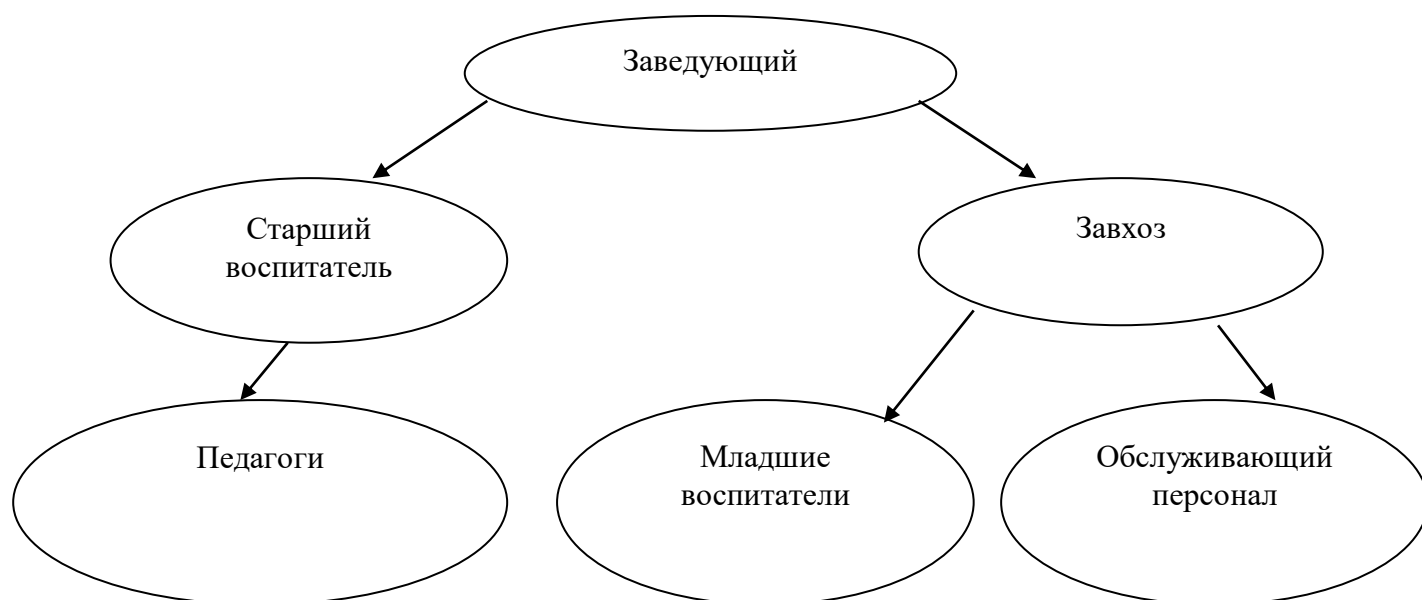 Заведующий
Старший
воспитатель
Завхоз
Педагоги
Младшие
воспитатели
Обслуживающий
персонал